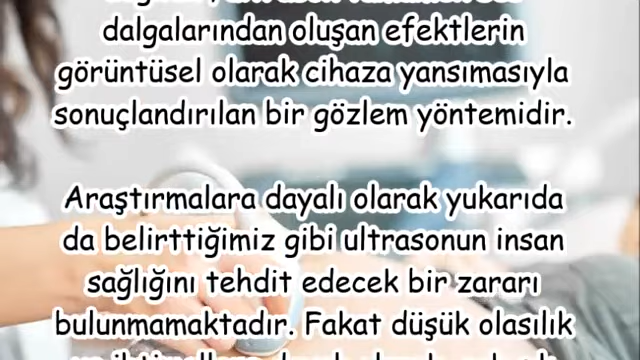 dalgalarından oluşan efektlerin
görüntüsel olarak cihaza yansımasıyla
sonuçlandırılan bir gözlem yöntemidir.
Araştırmalara dayalı olarak yukarıda
da belirttiğimiz gibi ultrasonun insan
sağlığını tehdit edecek bir zararı
bulunmamaktadır. Fakat düşük olasılık